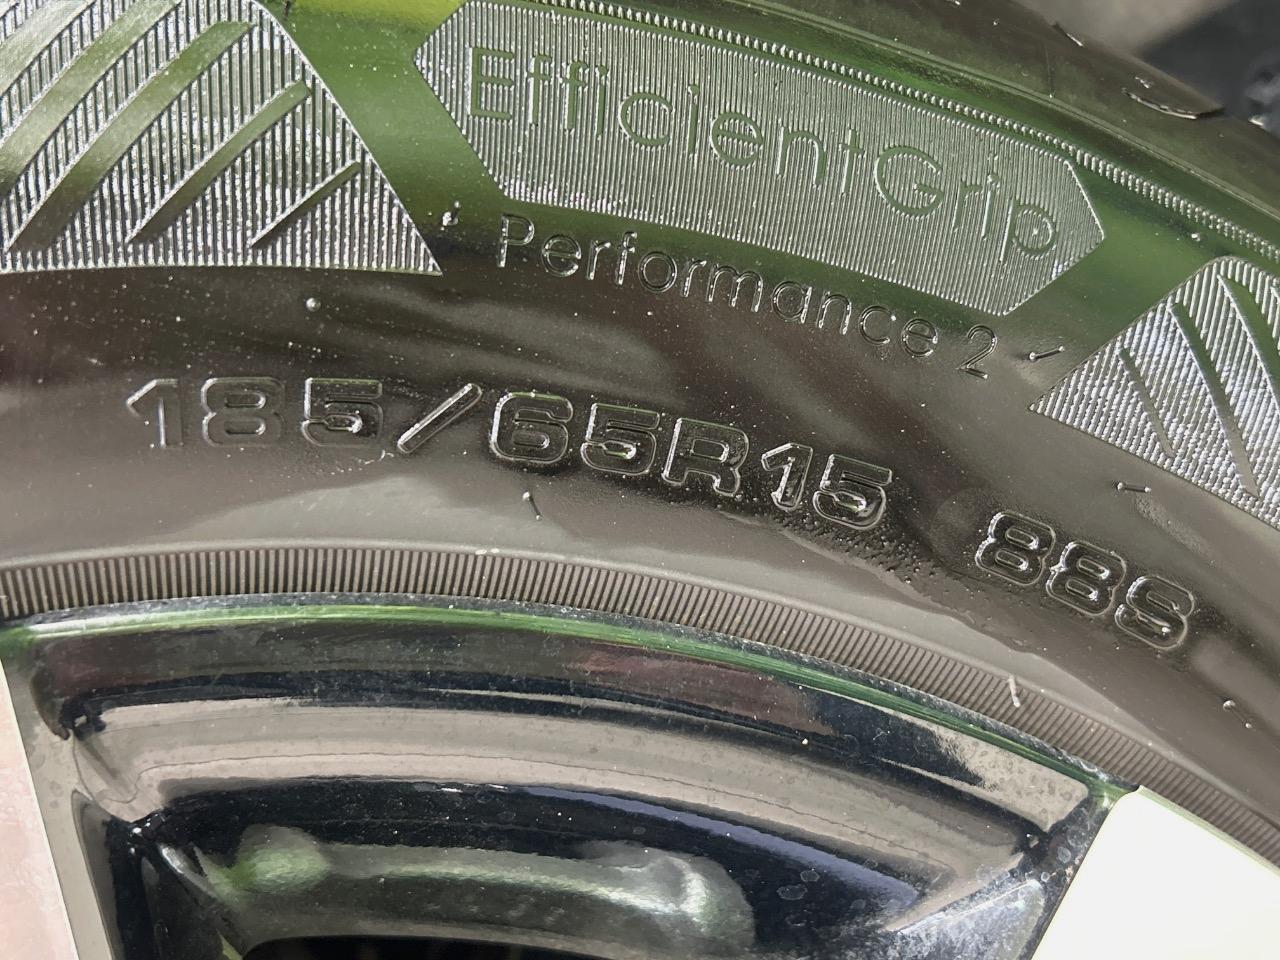 EfficientGrip
Performance 2
185/65R15 88S